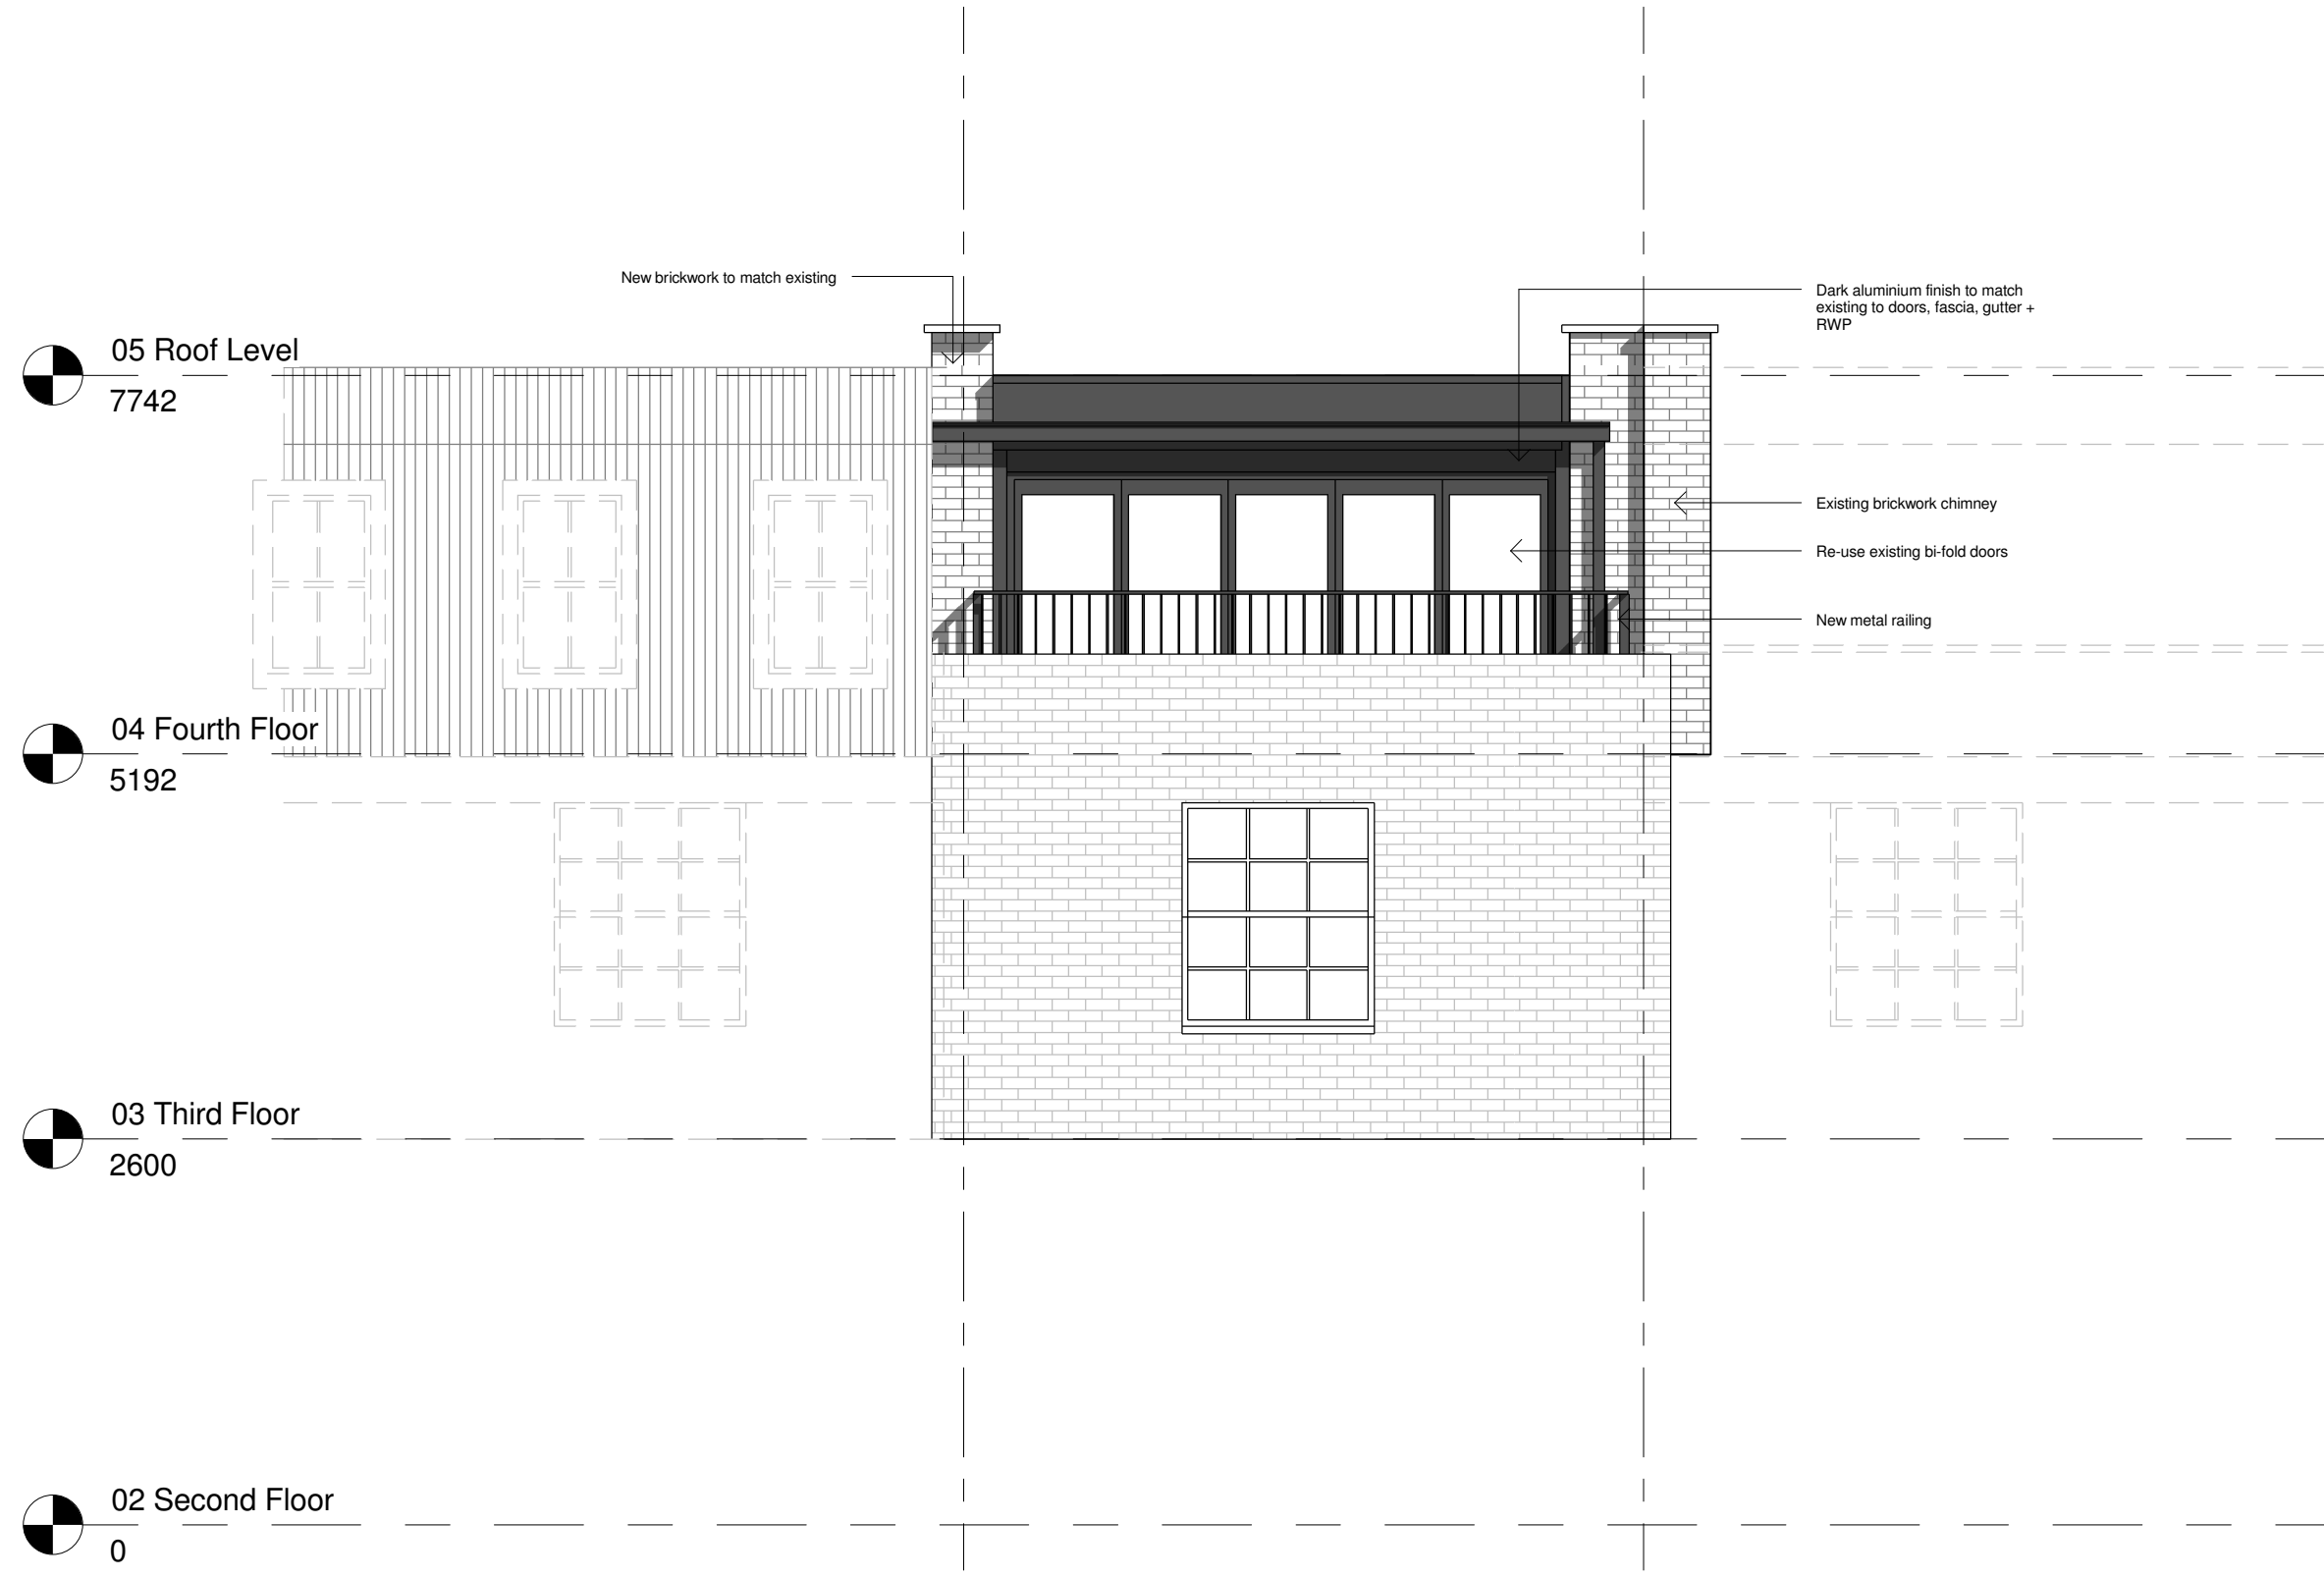 New brickwork to match existing
Dark aluminium finish to match
existing to doors, fascia, gutter +
RWP
05 Roof Level
7742
Existing brickwork chimney
Re-use existing bi-fold doors
New metal railing
04 Fourth Floor
5192
03 Third Floor
2600
02 Second Floor
0